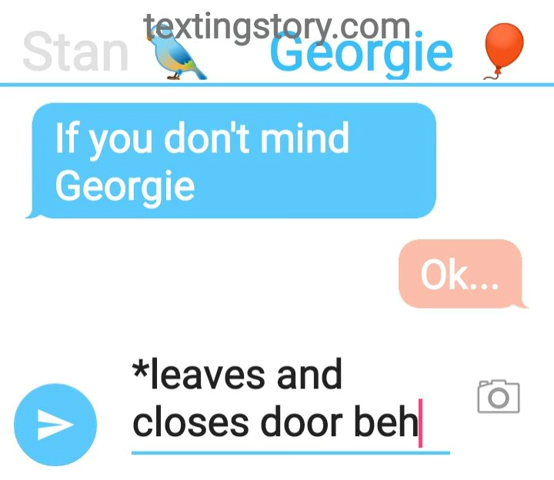 textingstory.com
Stan Georgie
If you don't mind
Georgie
Ok...
*leaves and
closes door beh